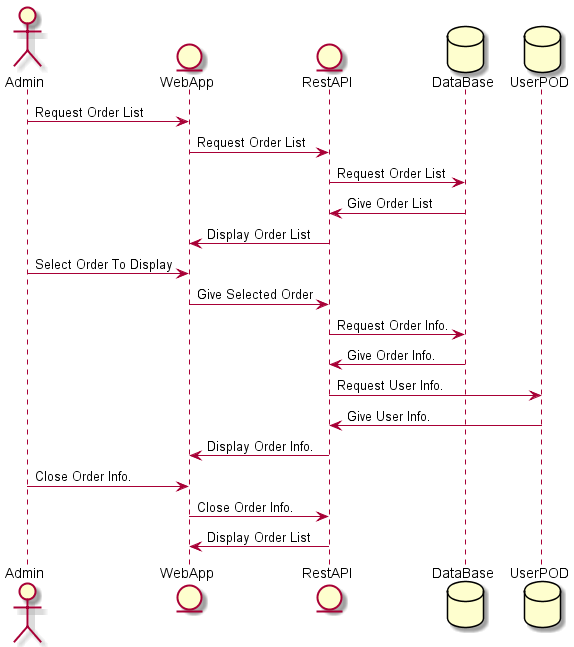 Admin
WebApp
RestAPI
DataBase
UserPOD
Request Order List
Request Order List
Request Order List
Give Order List
Display Order List
Select Order To Display
Give Selected Order
Request Order Info.
Give Order Info.
Request User Info.
Give User Info.
Display Order Info.
Close Order Info.
Close Order Info.
Display Order List
Admin
WebApp
RestAPI
DataBase
UserPOD